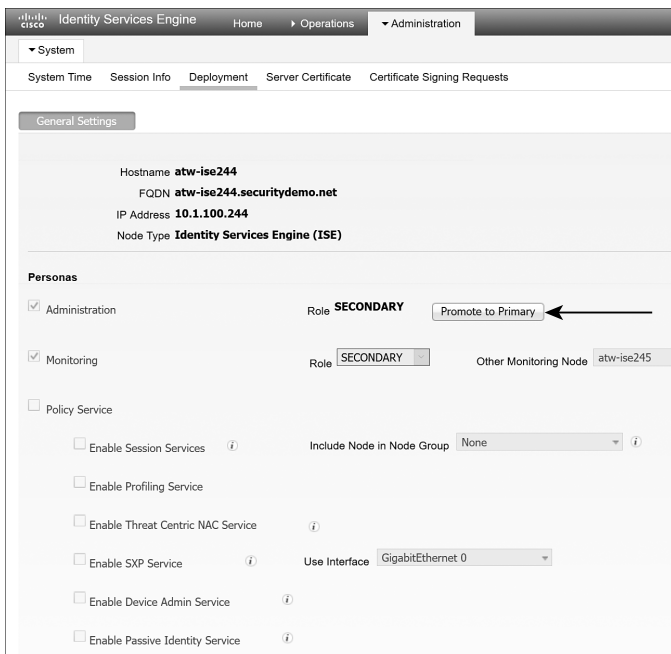 cisco Identity Services Engine Home Operations Administration
System
System Time Session Info Deployment Server Certificate Certificate Signing Requests
General Settings
Hostname atw-ise244
FQDN atw-ise244.securitydemo.net
IP Address 10.1.100.244
Node Type Identity Services Engine (ISE)
Personas
Administration Role SECONDARY Promote to Primary
Monitoring Role SECONDARY Other Monitoring Node atw-ise245
Policy Service
Enable Session Services i Include Node in Node Group None i
Enable Profiling Service
Enable Threat Centric NAC Service i
Enable SXP Service i Use Interface GigabitEthernet 0
Enable Device Admin Service i
Enable Passive Identity Service i